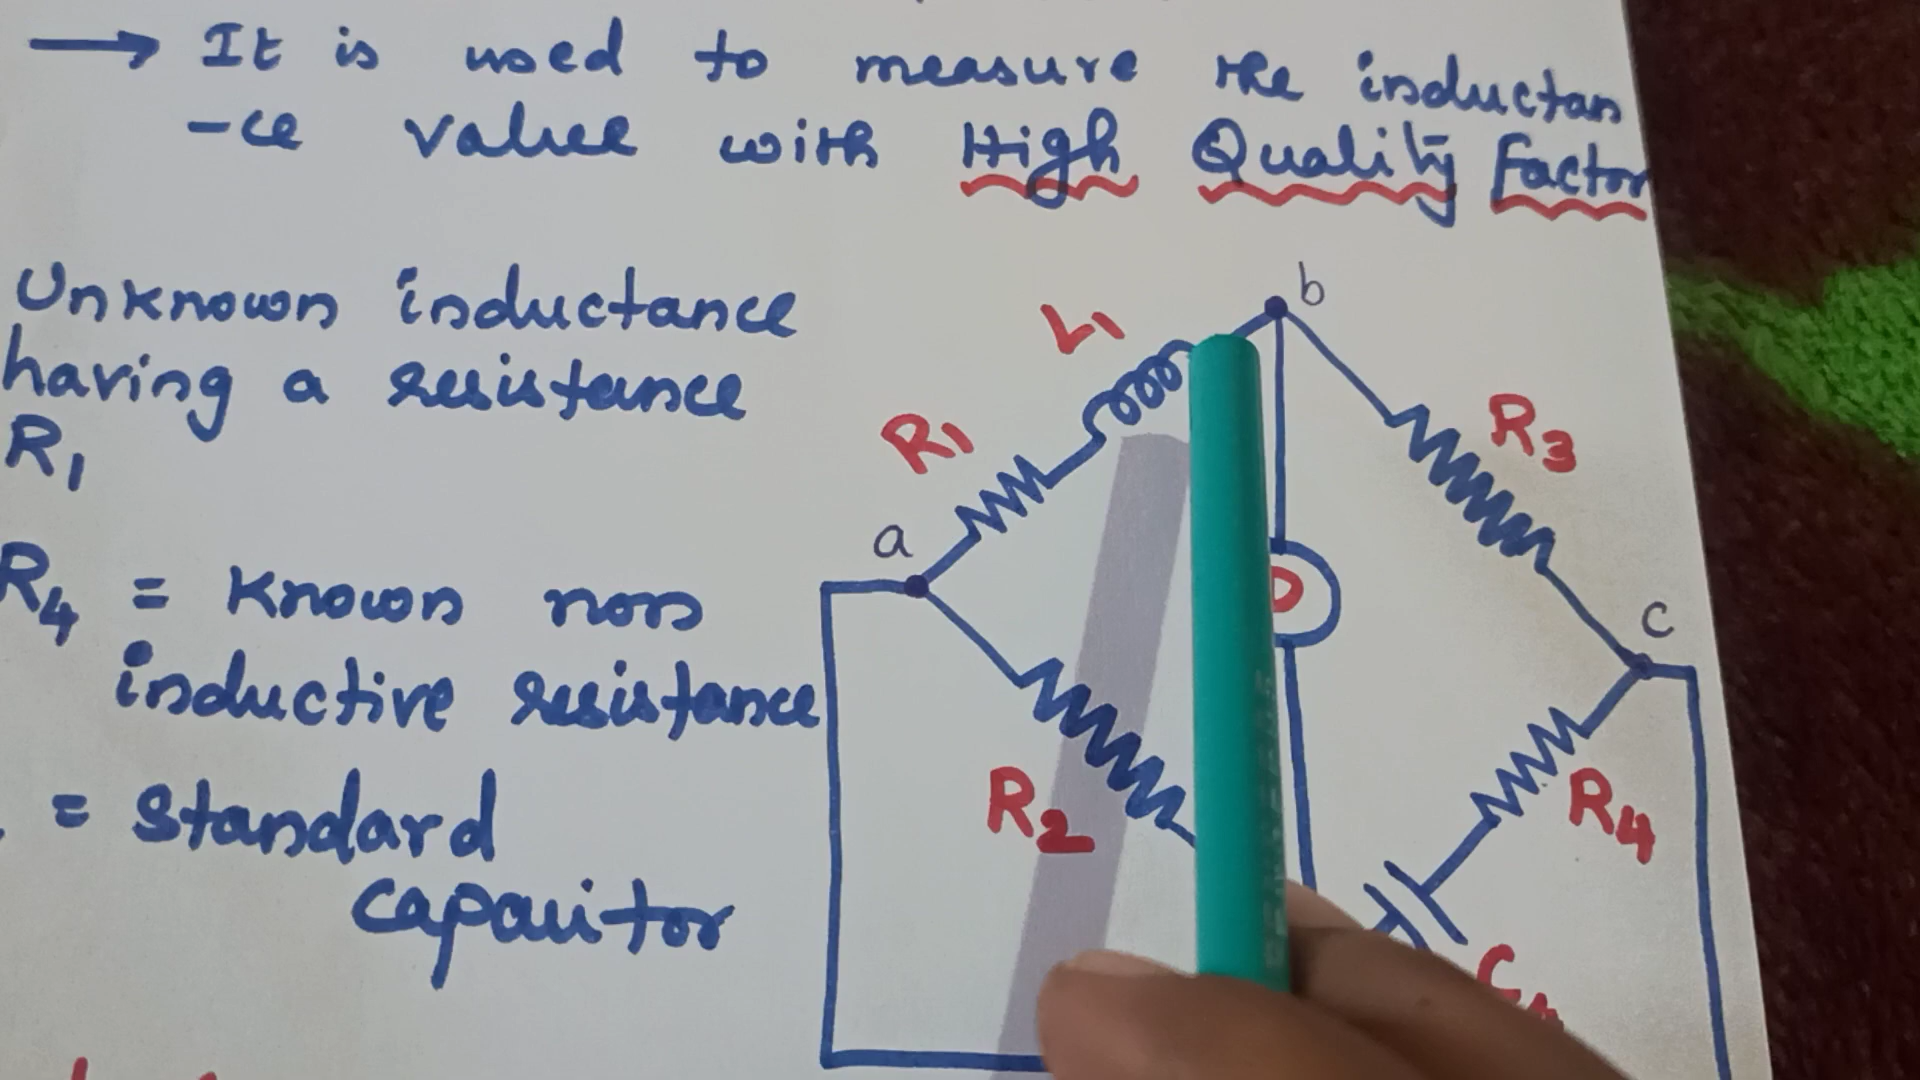 → It is used to measure the inductan
-ce value with High Quality Factor
Unknown inductance
having a resistance
R1
R4 = Known non
inductive resistance
= standard
capacitor
b
L1
R3
R1
a
D
c
R2
R4
C4